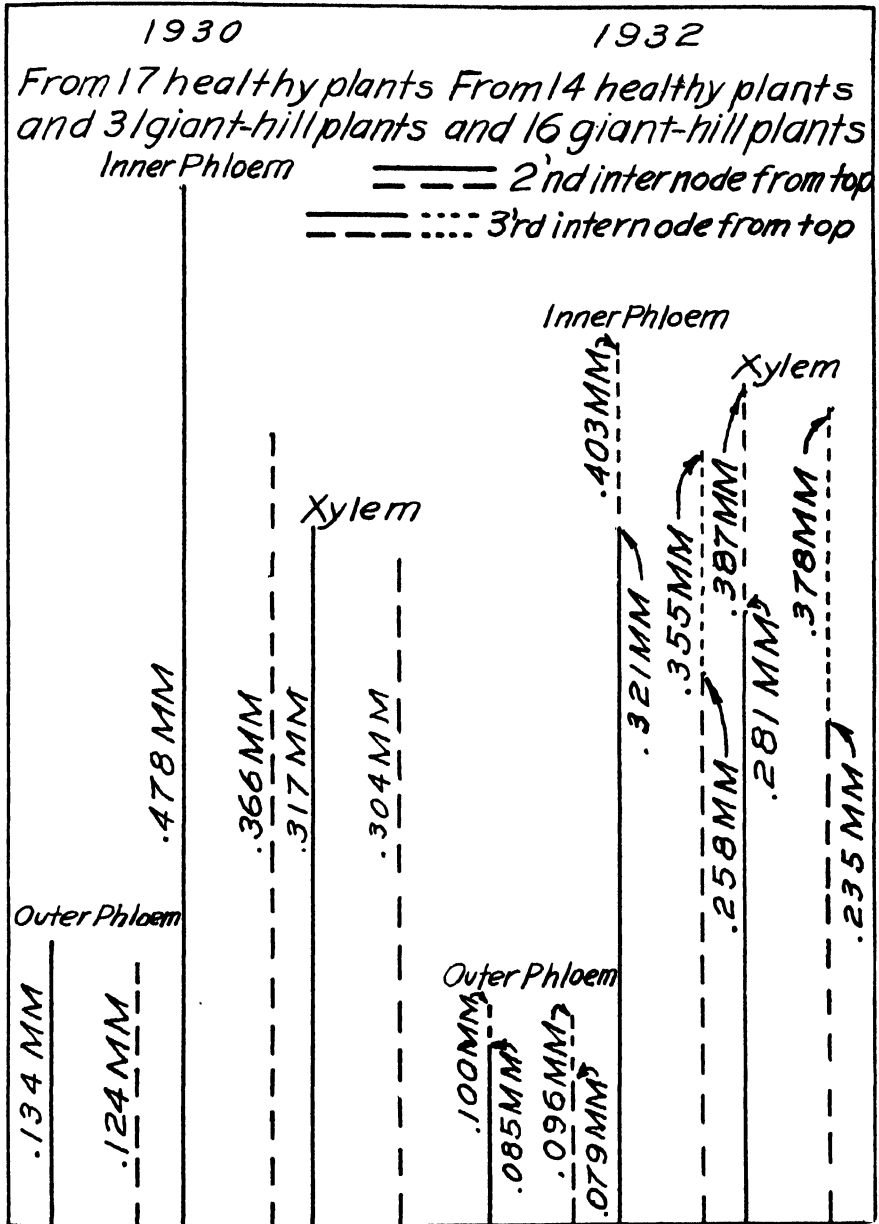 1930
From 17 healthy plants
and 31 giant-hill plants
1932
From 14 healthy plants
and 16 giant-hill plants
2'nd internode from top
3'rd internode from top
Inner Phloem
Xylem
Outer Phloem
.134 MM
.124 MM
.478 MM
.366 MM
.317 MM
.304 MM
Inner Phloem
Xylem
Outer Phloem
.100 MM
.085 MM
.096 MM
.079 MM
.403 MM
.321 MM
.355 MM
.258 MM
.387 MM
.281 MM
.378 MM
.235 MM